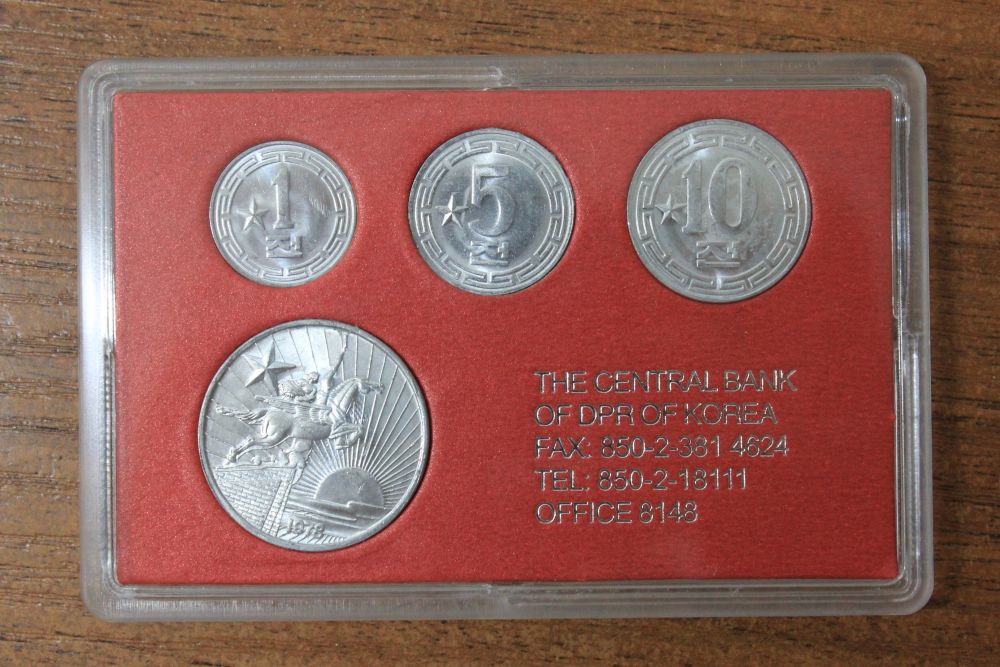 1
전
5
전
10
전
1978
THE CENTRAL BANK
OF DPR OF KOREA
FAX: 850-2-381 4624
TEL: 850-2-18111
OFFICE 8148